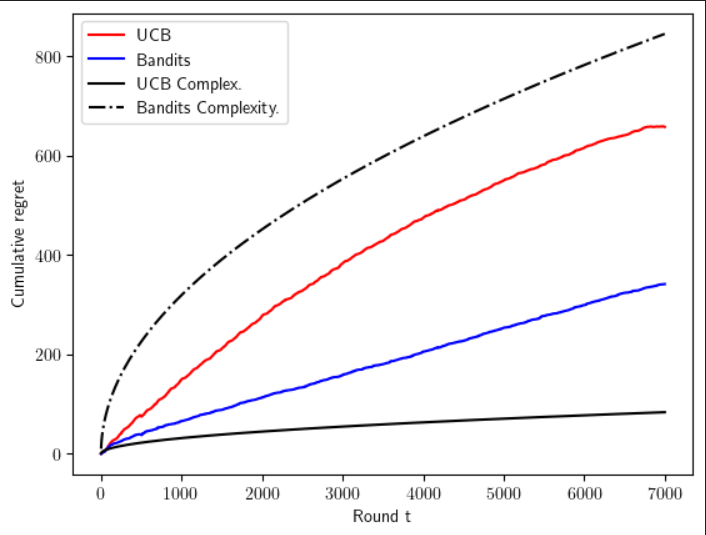 UCB
Bandits
UCB Complex.
Bandits Complexity.
800
600
400
200
0
Cumulative regret
0 1000 2000 3000 4000 5000 6000 7000
Round t